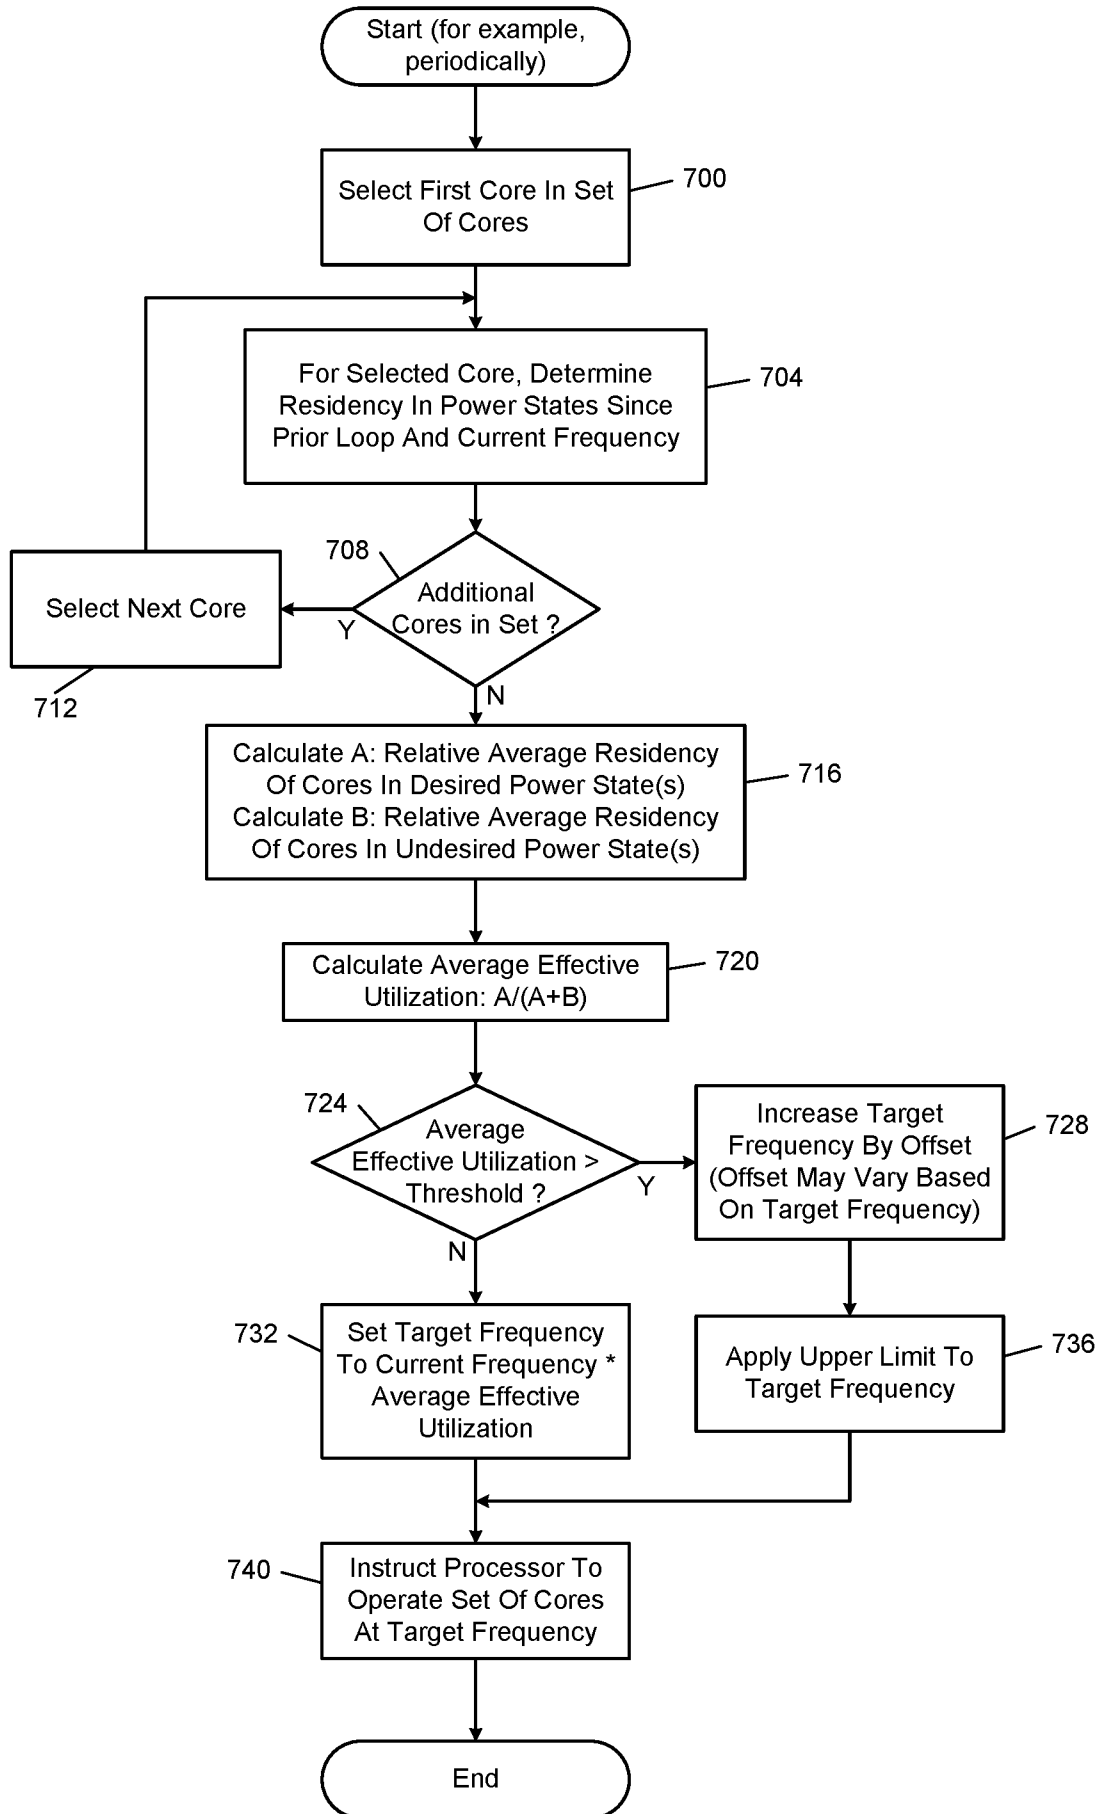 Start (for example,
periodically)
Select First Core In Set
Of Cores
700
For Selected Core, Determine
Residency In Power States Since
Prior Loop And Current Frequency
704
708
Additional
Cores in Set ?
Y
N
Select Next Core
712
Calculate A: Relative Average Residency
Of Cores In Desired Power State(s)
Calculate B: Relative Average Residency
Of Cores In Undesired Power State(s)
716
Calculate Average Effective
Utilization: A/(A+B)
720
724
Average
Effective Utilization >
Threshold ?
Y
N
Increase Target
Frequency By Offset
(Offset May Vary Based
On Target Frequency)
728
732
Set Target Frequency
To Current Frequency *
Average Effective
Utilization
Apply Upper Limit To
Target Frequency
736
740
Instruct Processor To
Operate Set Of Cores
At Target Frequency
End